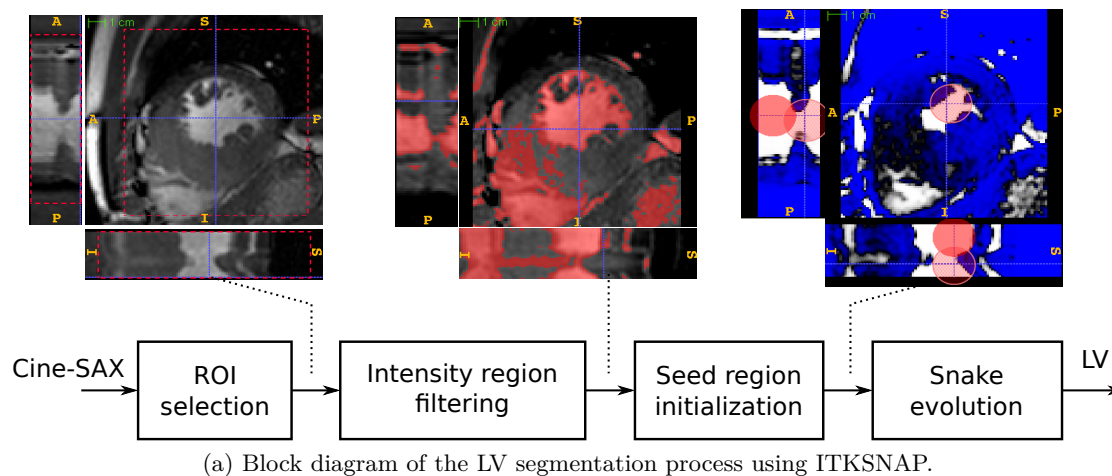 1 cm
A
S
A
P
P
I
I
S
1 cm
A
S
A
P
P
I
I
S
1 cm
A
S
A
P
P
I
I
S
Cine-SAX
ROI
selection
Intensity region
filtering
Seed region
initialization
Snake
evolution
LV
(a) Block diagram of the LV segmentation process using ITKSNAP.